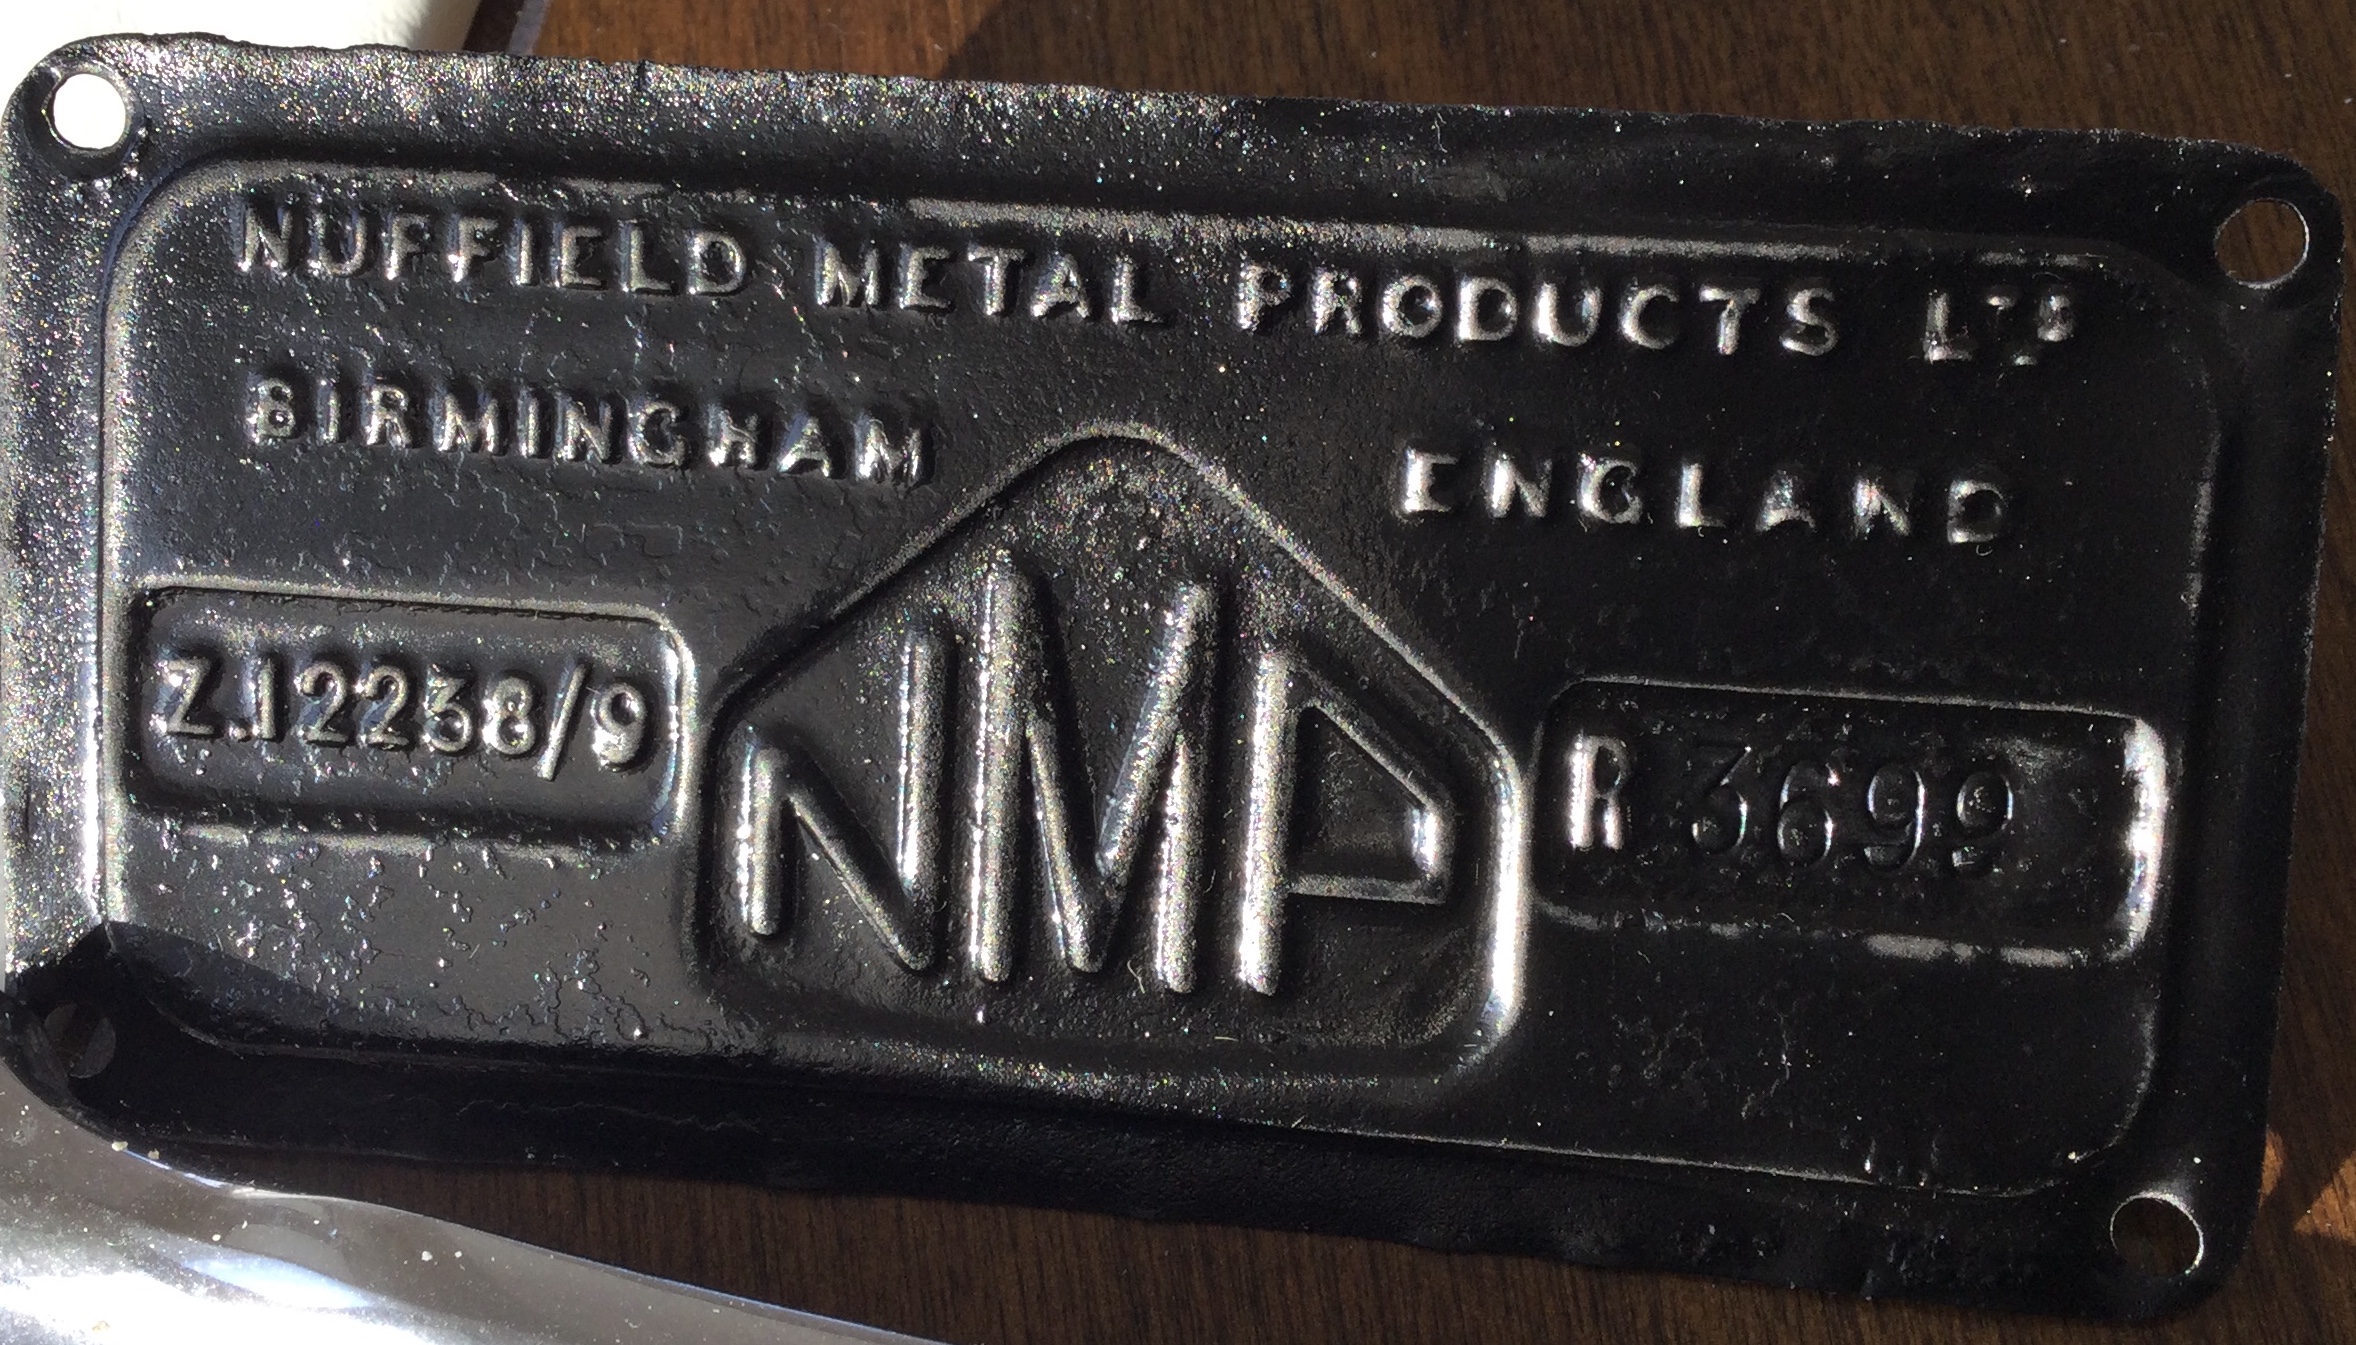 NUFFIELD METAL PRODUCTS LTD
BIRMINGHAM ENGLAND
Z.12238/9
NMP
R 3699